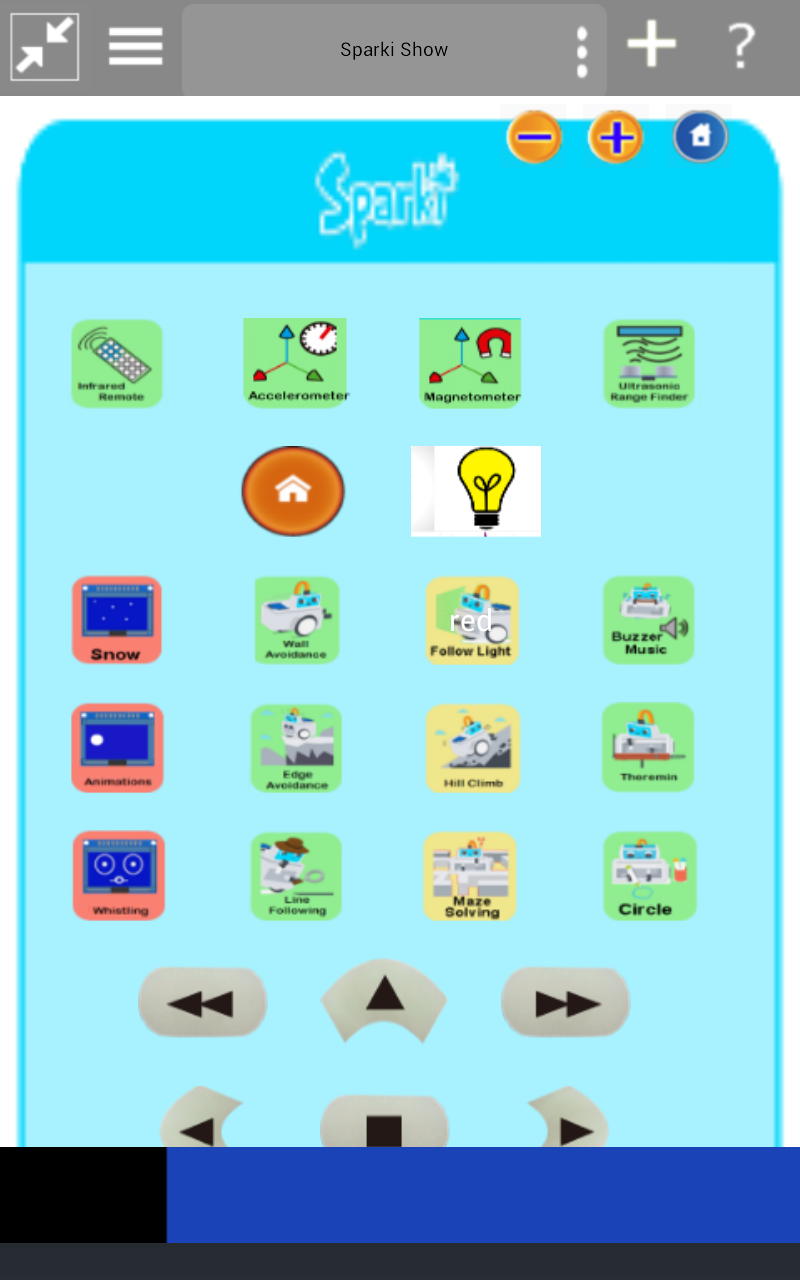 Sparki Show
?
Sparki
Infrared
Remote
Accelerometer
Magnetometer
Ultrasonic
Range Finder
Snow
Wall
Avoidance
red
Follow Light
Buzzer
Music
Animations
Edge
Avoidance
Hill Climb
Theremin
Whistling
Line
Following
Maze
Solving
Circle